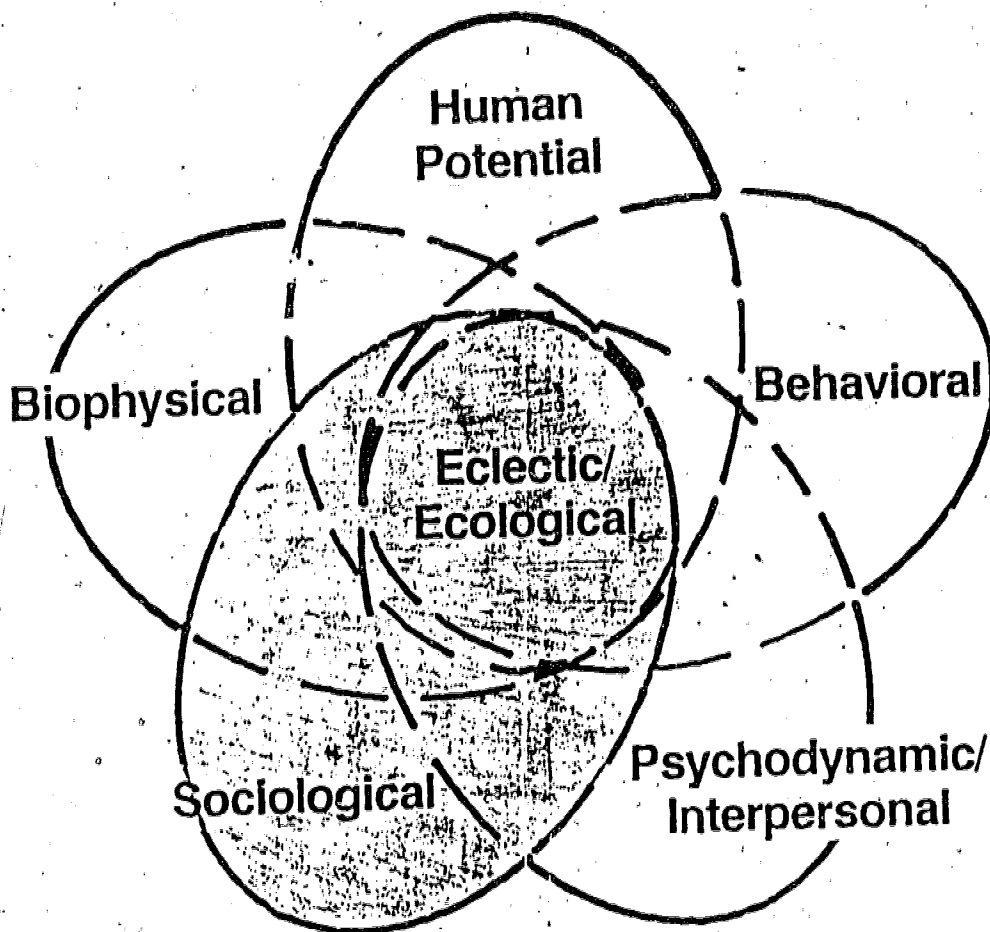 Human
Potential
Biophysical
Behavioral
Eclectic/
Ecological
Sociological
Psychodynamic/
Interpersonal